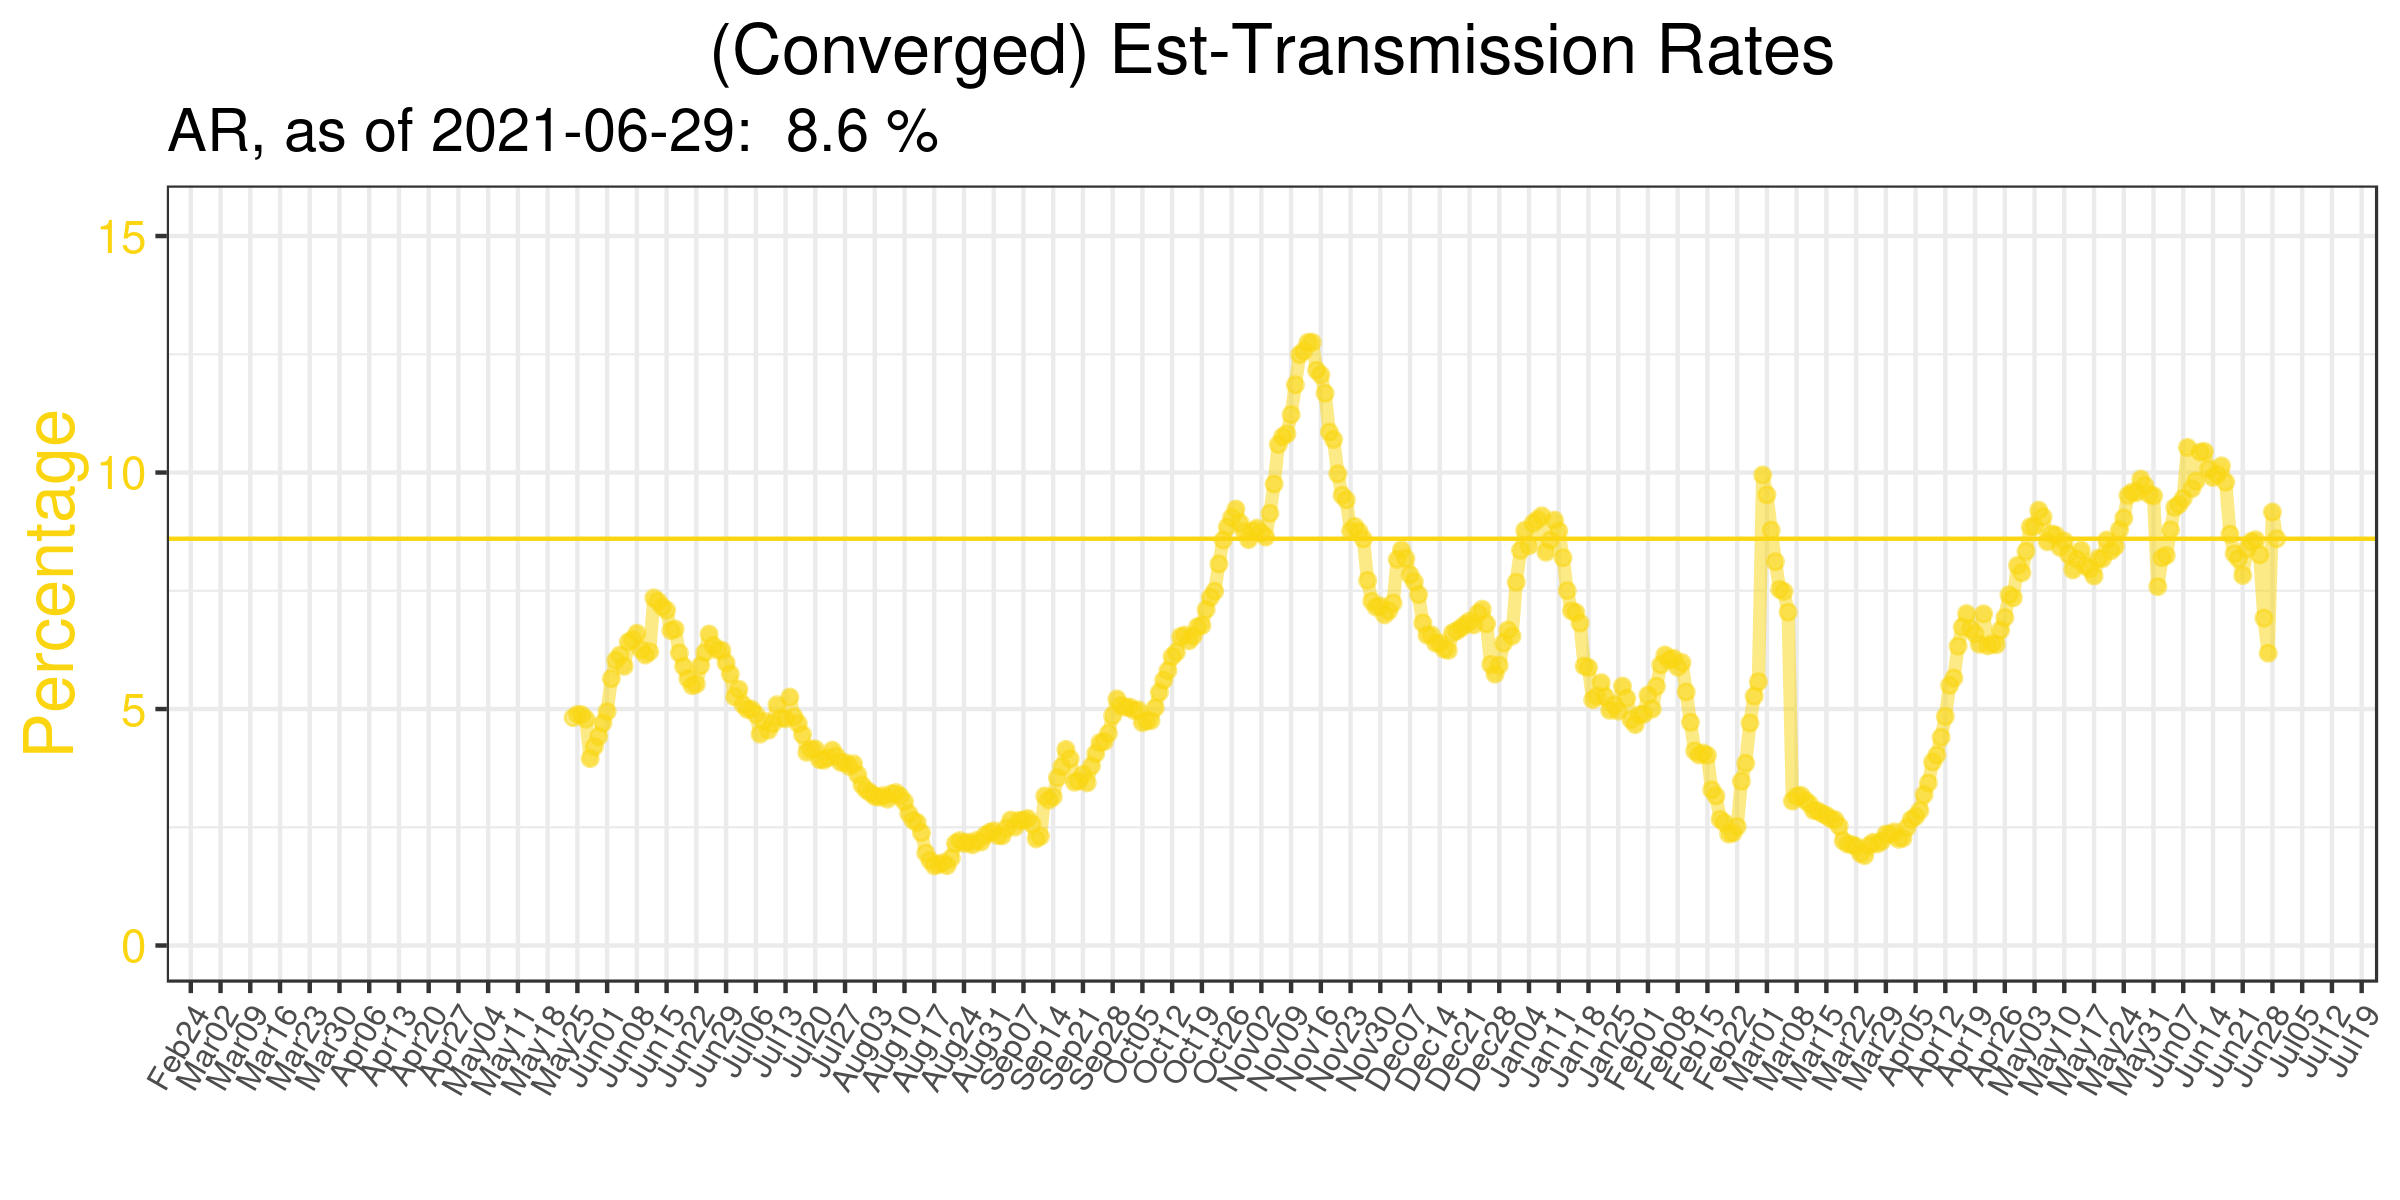 (Converged) Est-Transmission Rates
AR, as of 2021-06-29: 8.6 %
Percentage
15
10
5
0
Feb24
Mar02
Mar09
Mar16
Mar23
Mar30
Apr06
Apr13
Apr20
Apr27
May04
May11
May18
May25
Jun01
Jun08
Jun15
Jun22
Jun29
Jul06
Jul13
Jul20
Jul27
Aug03
Aug10
Aug17
Aug24
Aug31
Sep07
Sep14
Sep21
Sep28
Oct05
Oct12
Oct19
Oct26
Nov02
Nov09
Nov16
Nov23
Nov30
Dec07
Dec14
Dec21
Dec28
Jan04
Jan11
Jan18
Jan25
Feb01
Feb08
Feb15
Feb22
Mar01
Mar08
Mar15
Mar22
Mar29
Apr05
Apr12
Apr19
Apr26
May03
May10
May17
May24
May31
Jun07
Jun14
Jun21
Jun28
Jul05
Jul12
Jul19